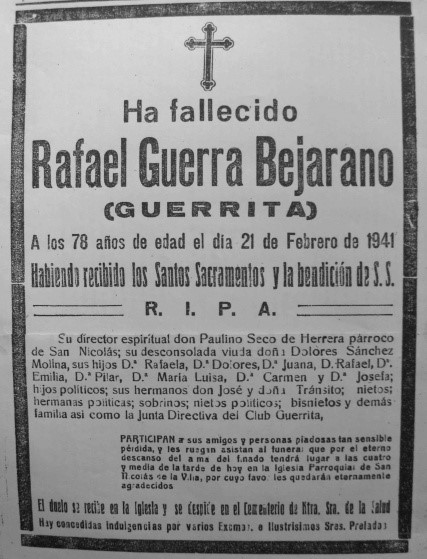 Ha fallecido
Rafael Guerra Bejarano
(GUERRITA)
A los 78 años de edad el día 21 de Febrero de 1941
Habiendo recibido los Santos Sacramentos y la bendición de S. S.
R. I. P. A.
Su director espiritual don Paulino Seco de Herrera párroco
de San Nicolás; su desconsolada viuda doña Dolores Sánchez
Molina, sus hijos D.ª Rafaela, D.ª Dolores, D.ª Juana, D. Rafael, D.ª
Emilia, D.ª Pilar, D.ª María Luisa, D.ª Carmen y D.ª Josefa;
hijos políticos; sus hermanos don José y doña Tránsito; nietos;
hermanas políticas; sobrinos; nietos políticos; bisnietos y demás
familia así como la Junta Directiva del Club Guerrita,
PARTICIPAN a sus amigos y personas piadosas tan sensible
pérdida, y les ruegan asistan al funeral que por el eterno
descanso del alma del finado tendrá lugar a las cuatro
y media de la tarde de hoy en la Iglesia Parroquial de San
Nicolás de la Villa, por cuyo favor les quedarán eternamente
agradecidos
El duelo se recibe en la Iglesia y se despide en el Cementerio de Ntra. Sra. de la Salud
Hay concedidas indulgencias por varios Excmos. e Ilustrísimos Sres. Prelados